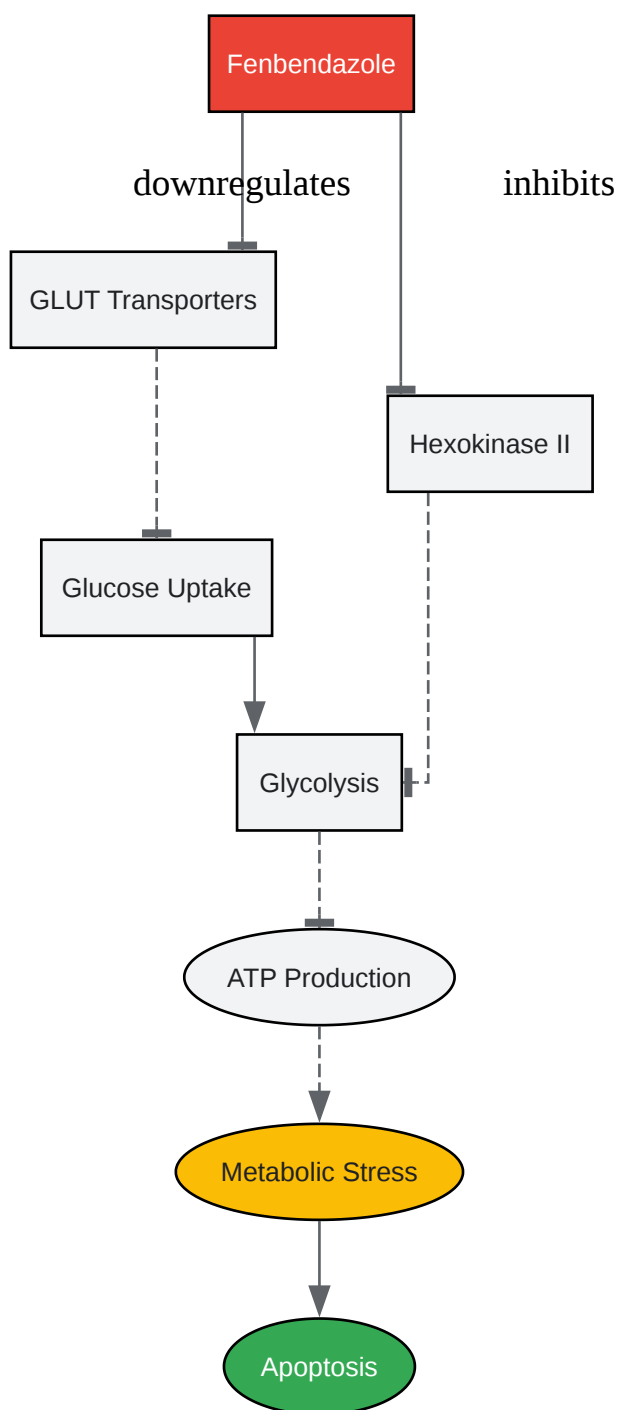 Fenbendazole
downregulates
inhibits
GLUT Transporters
Hexokinase II
Glucose Uptake
Glycolysis
ATP Production
Metabolic Stress
Apoptosis